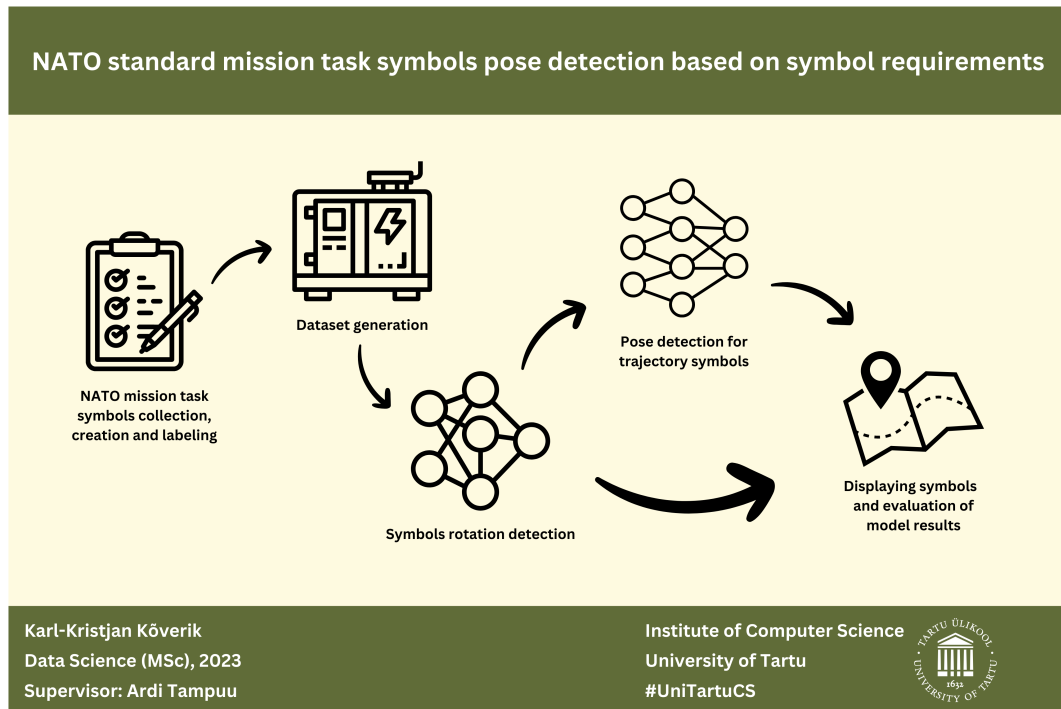 NATO standard mission task symbols pose detection based on symbol requirements
NATO mission task
symbols collection,
creation and labeling
Dataset generation
Symbols rotation detection
Pose detection for
trajectory symbols
Displaying symbols
and evaluation of
model results
Karl-Kristjan Kõverik
Data Science (MSc), 2023
Supervisor: Ardi Tampuu
Institute of Computer Science
University of Tartu
#UniTartuCS
TARTU ÜLIKOOL
1632
UNIVERSITY OF TARTU